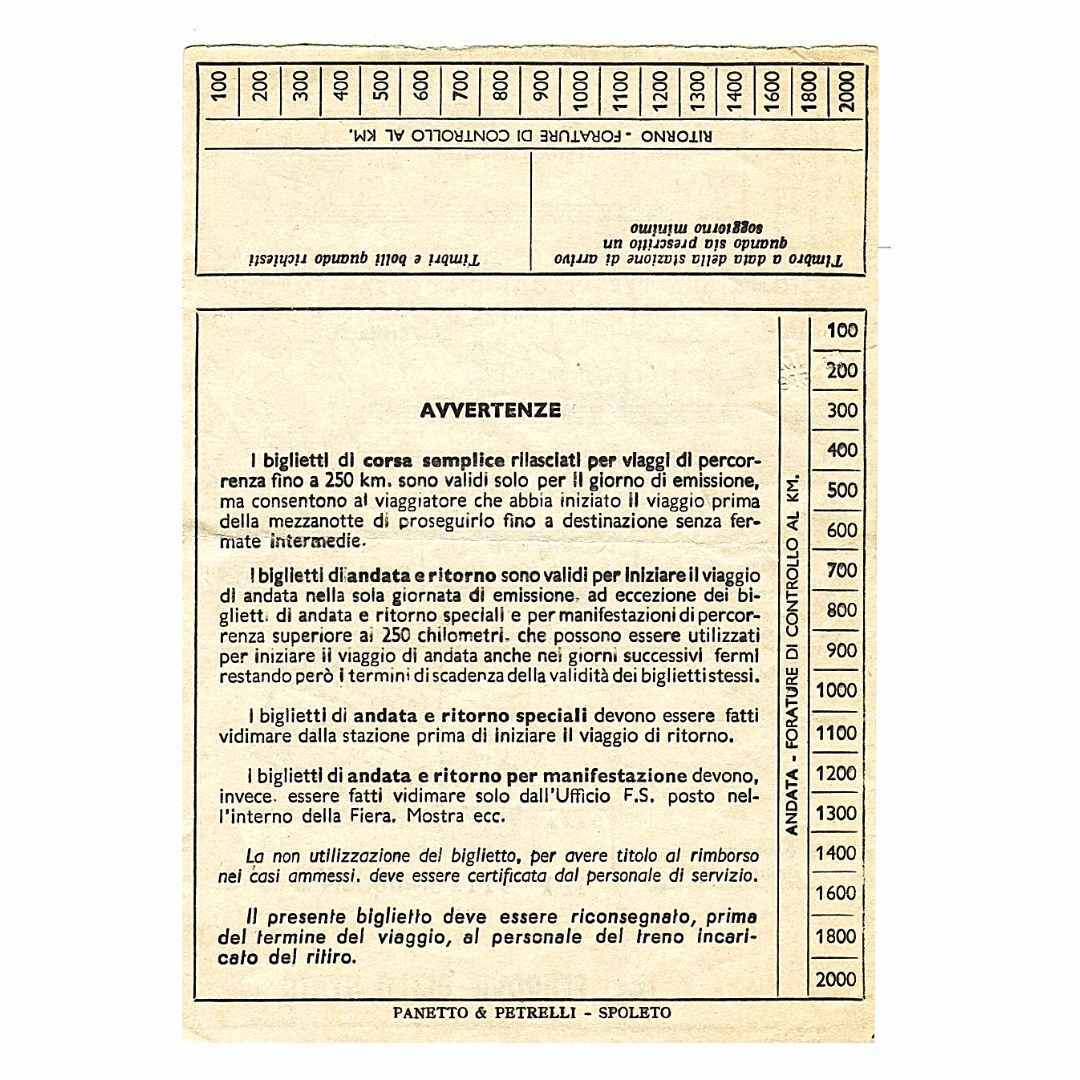 100 200 300 400 500 600 700 800 900 1000 1100 1200 1300 1400 1600 1800 2000
RITORNO - FORATURE DI CONTROLLO AL KM.
Timbri e bolli quando richiesti
Timbro a data della stazione di arrivo
quando sia prescritto un
soggiorno minimo
AVVERTENZE
I biglietti di corsa semplice rilasciati per viaggi di percor-
renza fino a 250 km. sono validi solo per il giorno di emissione,
ma consentono al viaggiatore che abbia iniziato il viaggio prima
della mezzanotte di proseguirlo fino a destinazione senza fer-
mate intermedie.
I biglietti di andata e ritorno sono validi per iniziare il viaggio
di andata nella sola giornata di emissione, ad eccezione dei bi-
glietti di andata e ritorno speciali e per manifestazioni di percor-
renza superiore ai 250 chilometri, che possono essere utilizzati
per iniziare il viaggio di andata anche nei giorni successivi fermi
restando però i termini di scadenza della validità dei biglietti stessi.
I biglietti di andata e ritorno speciali devono essere fatti
vidimare dalla stazione prima di iniziare il viaggio di ritorno.
I biglietti di andata e ritorno per manifestazione devono,
invece, essere fatti vidimare solo dall'Ufficio F.S. posto nel-
l'interno della Fiera. Mostra ecc.
La non utilizzazione del biglietto, per avere titolo al rimborso
nei casi ammessi, deve essere certificata dal personale di servizio.
Il presente biglietto deve essere riconsegnato, prima
del termine del viaggio, al personale del treno incari-
cato del ritiro.
ANDATA - FORATURE DI CONTROLLO AL KM.
100
200
300
400
500
600
700
800
900
1000
1100
1200
1300
1400
1600
1800
2000
PANETTO & PETRELLI - SPOLETO